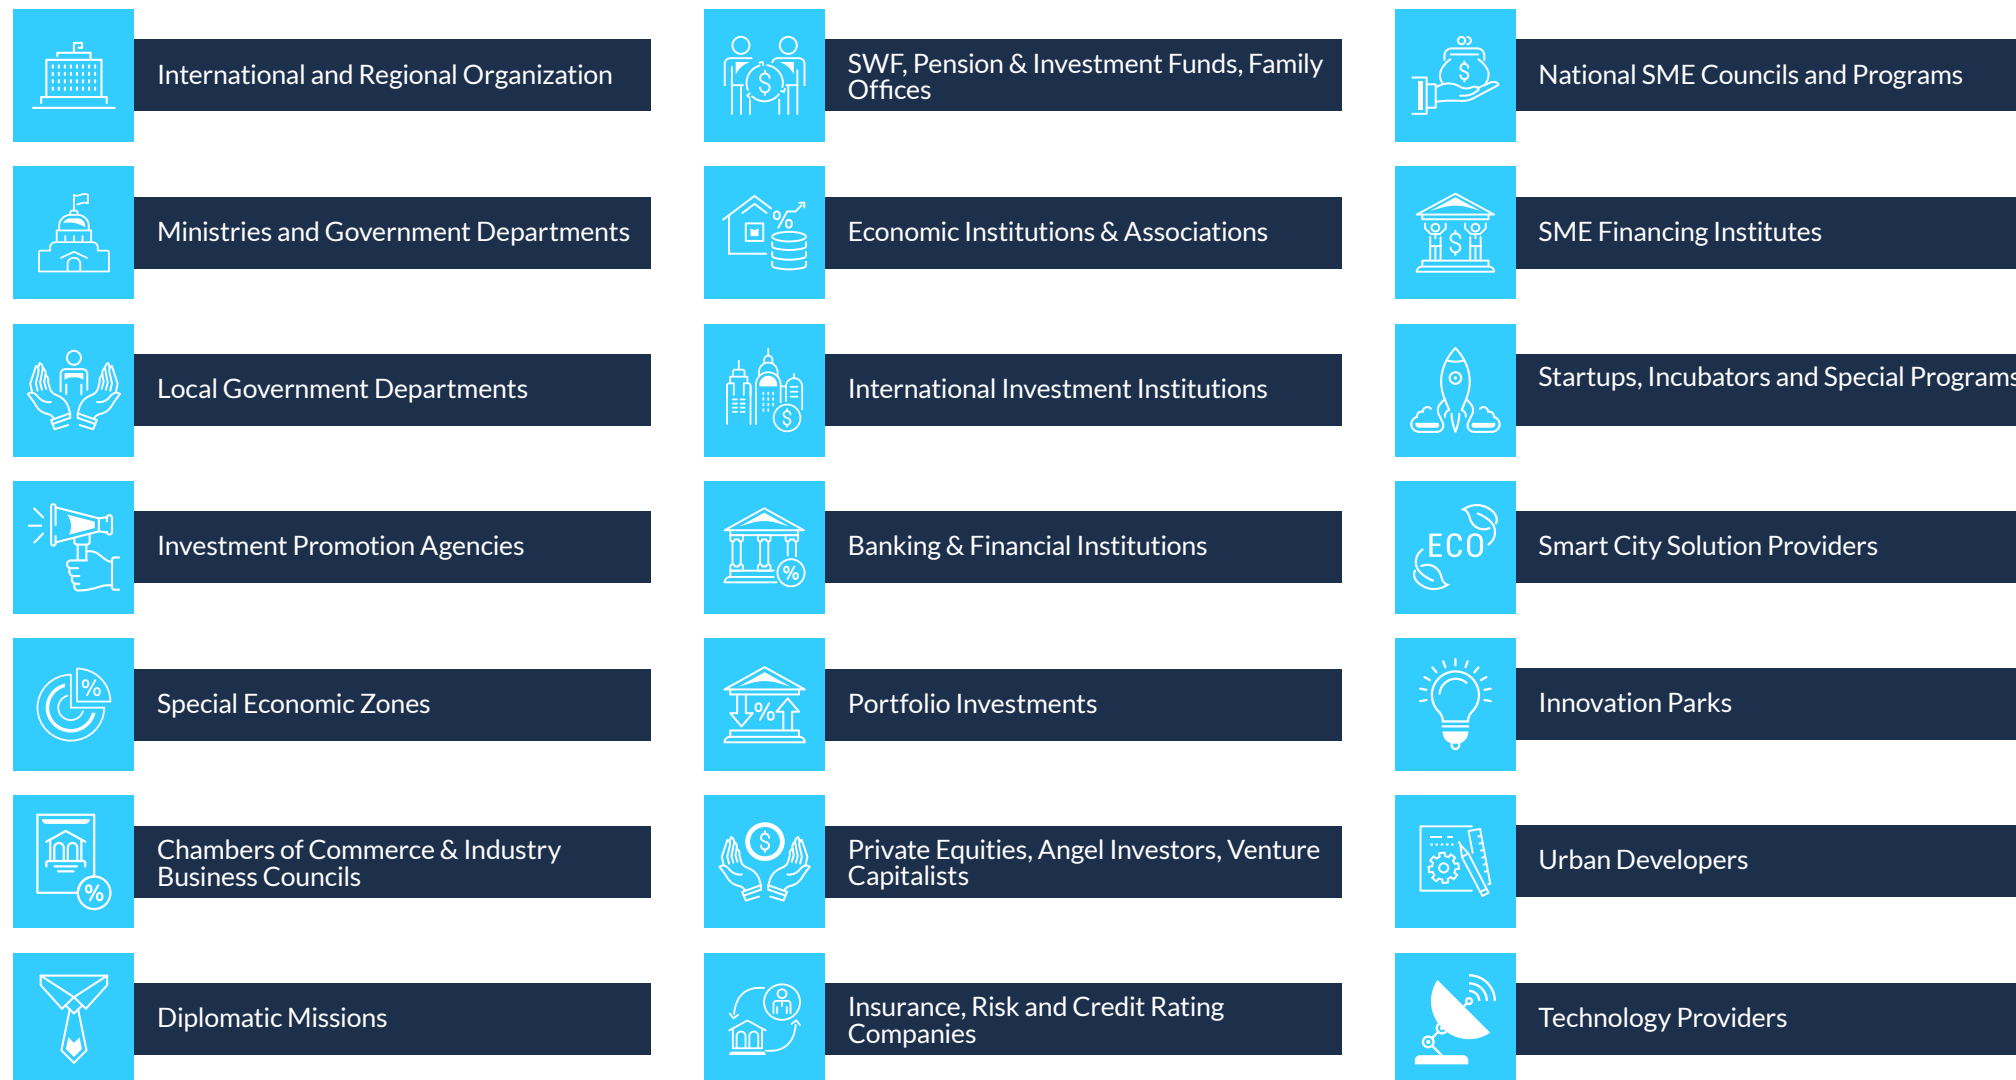 International and Regional Organization
Ministries and Government Departments
Local Government Departments
Investment Promotion Agencies
Special Economic Zones
Chambers of Commerce & Industry
Business Councils
Diplomatic Missions
SWF, Pension & Investment Funds, Family
Offices
Economic Institutions & Associations
International Investment Institutions
Banking & Financial Institutions
Portfolio Investments
Private Equities, Angel Investors, Venture
Capitalists
Insurance, Risk and Credit Rating
Companies
National SME Councils and Programs
SME Financing Institutes
Startups, Incubators and Special Programs
ECO
Smart City Solution Providers
Innovation Parks
Urban Developers
Technology Providers